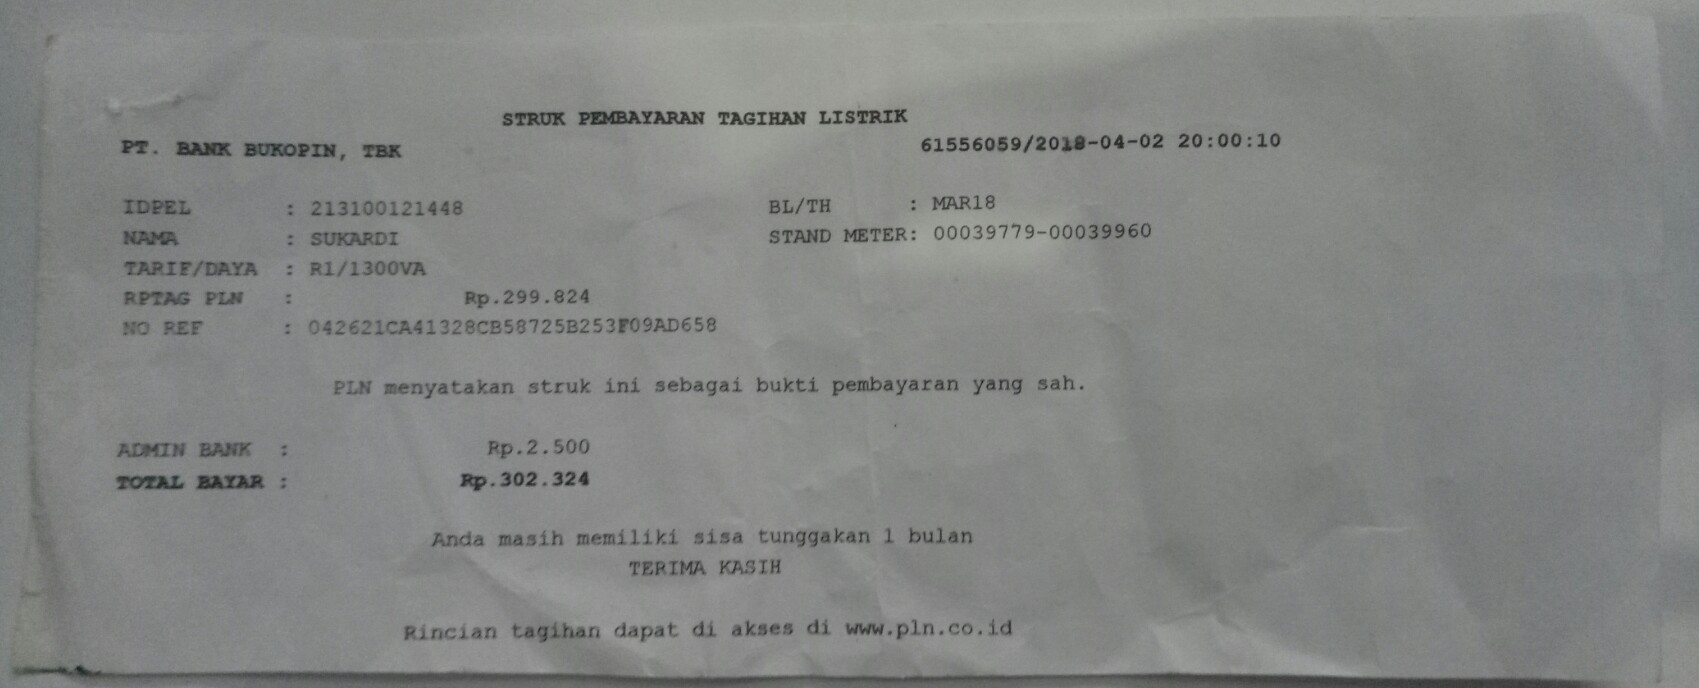 STRUK PEMBAYARAN TAGIHAN LISTRIK
PT. BANK BUKOPIN, TBK 61556059/2018-04-02 20:00:10
IDPEL : 213100121448 BL/TH : MAR18
NAMA : SUKARDI STAND METER: 00039779-00039960
TARIF/DAYA : R1/1300VA
RPTAG PLN : Rp.299.824
NO REF : 042621CA41328CB58725B253F09AD658
PLN menyatakan struk ini sebagai bukti pembayaran yang sah.
ADMIN BANK : Rp.2.500
TOTAL BAYAR : Rp.302.324
Anda masih memiliki sisa tunggakan 1 bulan
TERIMA KASIH
Rincian tagihan dapat di akses di www.pln.co.id